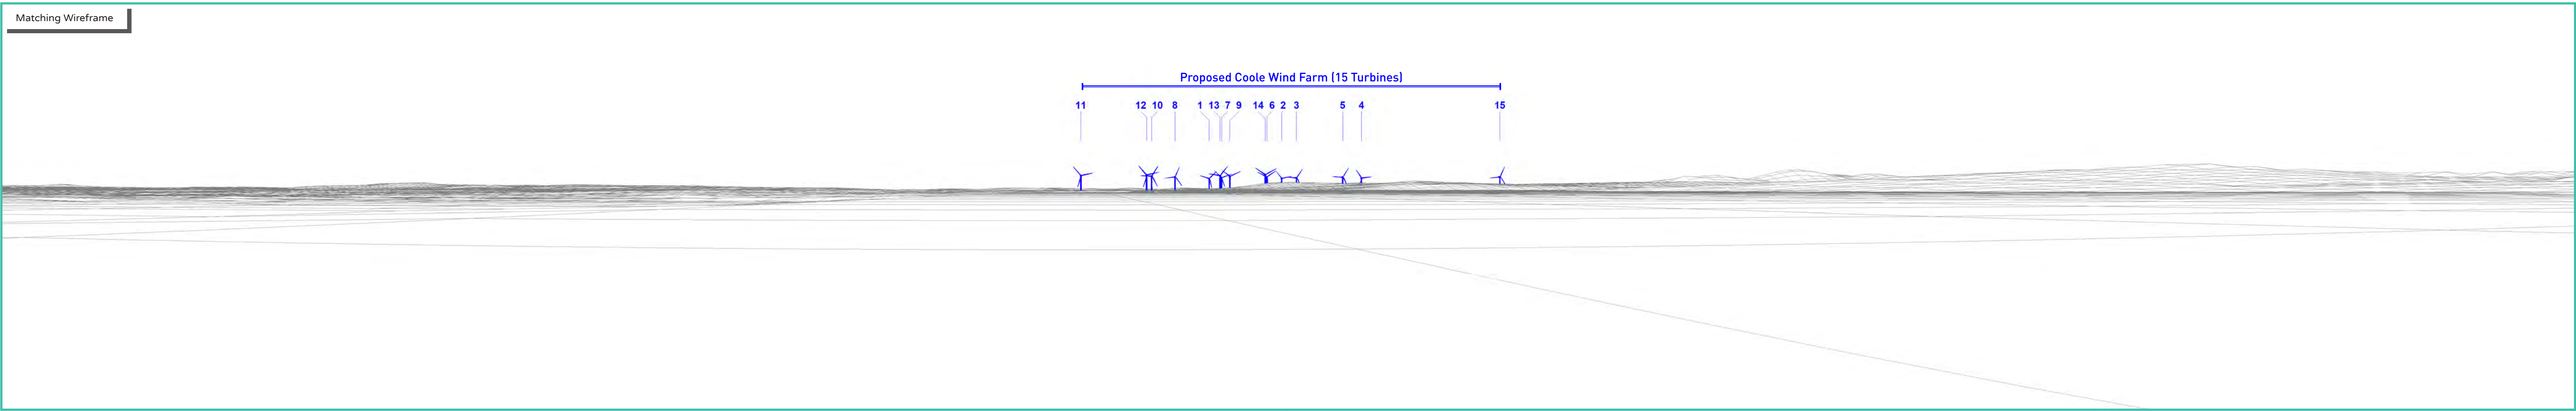 Matching Wireframe
Proposed Coole Wind Farm (15 Turbines)
11 12 10 8 1 13 7 9 14 6 2 3 5 4 15